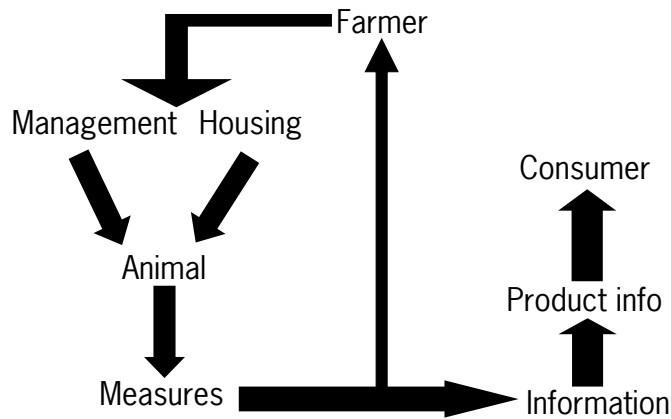 Farmer
Management Housing
Consumer
Animal
Product info
Measures
Information